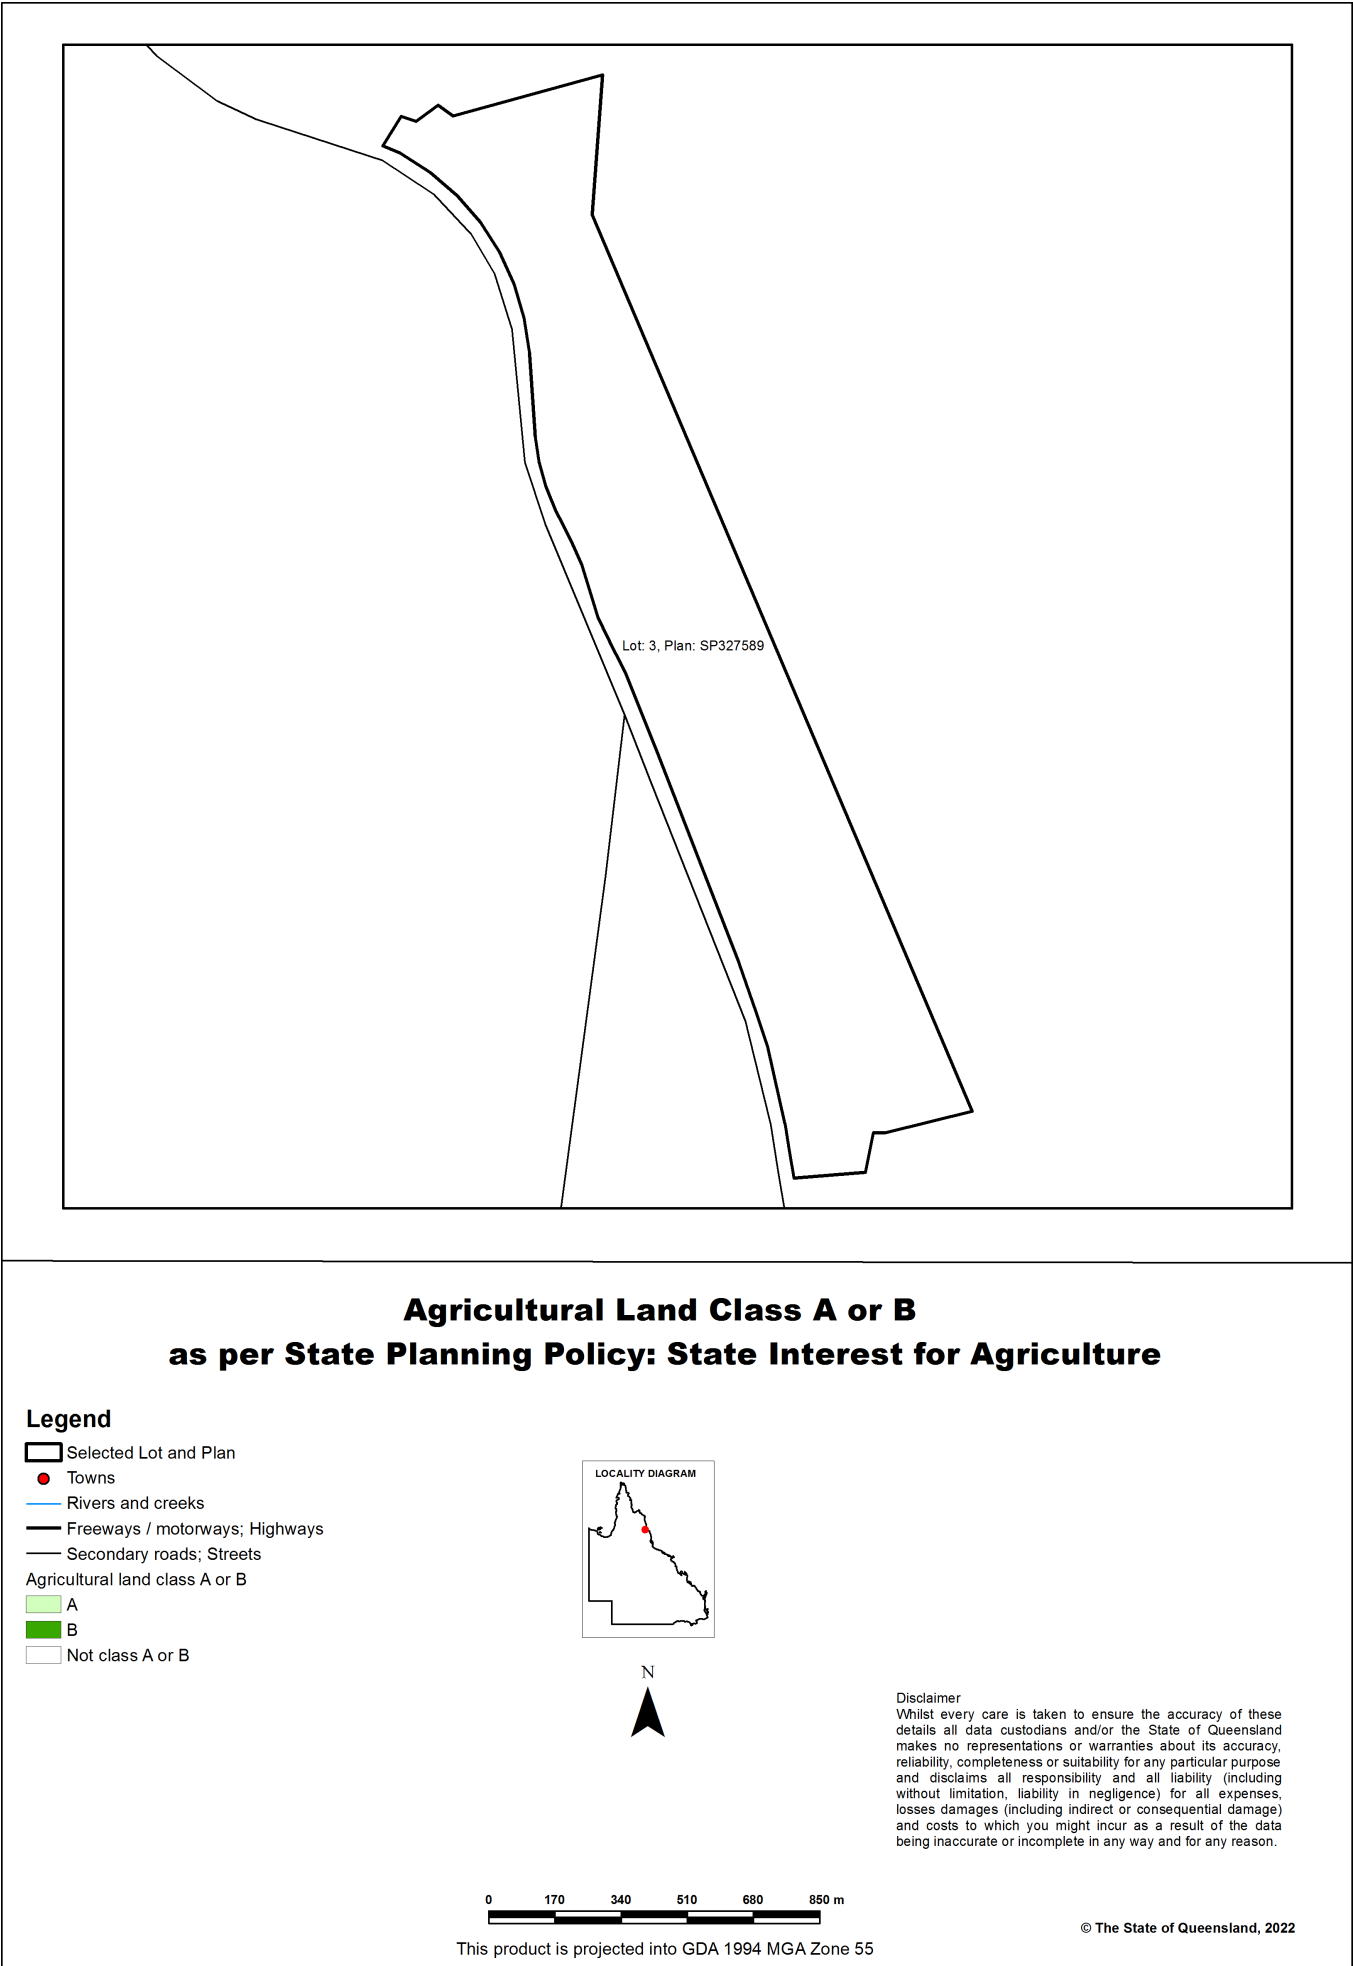 Lot: 3, Plan: SP327589
Agricultural Land Class A or B
as per State Planning Policy: State Interest for Agriculture
Legend
Selected Lot and Plan
Towns
Rivers and creeks
Freeways / motorways; Highways
Secondary roads; Streets
Agricultural land class A or B
A
B
Not class A or B
LOCALITY DIAGRAM
N
Disclaimer
Whilst every care is taken to ensure the accuracy of these
details all data custodians and/or the State of Queensland
makes no representations or warranties about its accuracy,
reliability, completeness or suitability for any particular purpose
and disclaims all responsibility and all liability (including
without limitation, liability in negligence) for all expenses,
losses damages (including indirect or consequential damage)
and costs to which you might incur as a result of the data
being inaccurate or incomplete in any way and for any reason.
0 170 340 510 680 850 m
© The State of Queensland, 2022
This product is projected into GDA 1994 MGA Zone 55